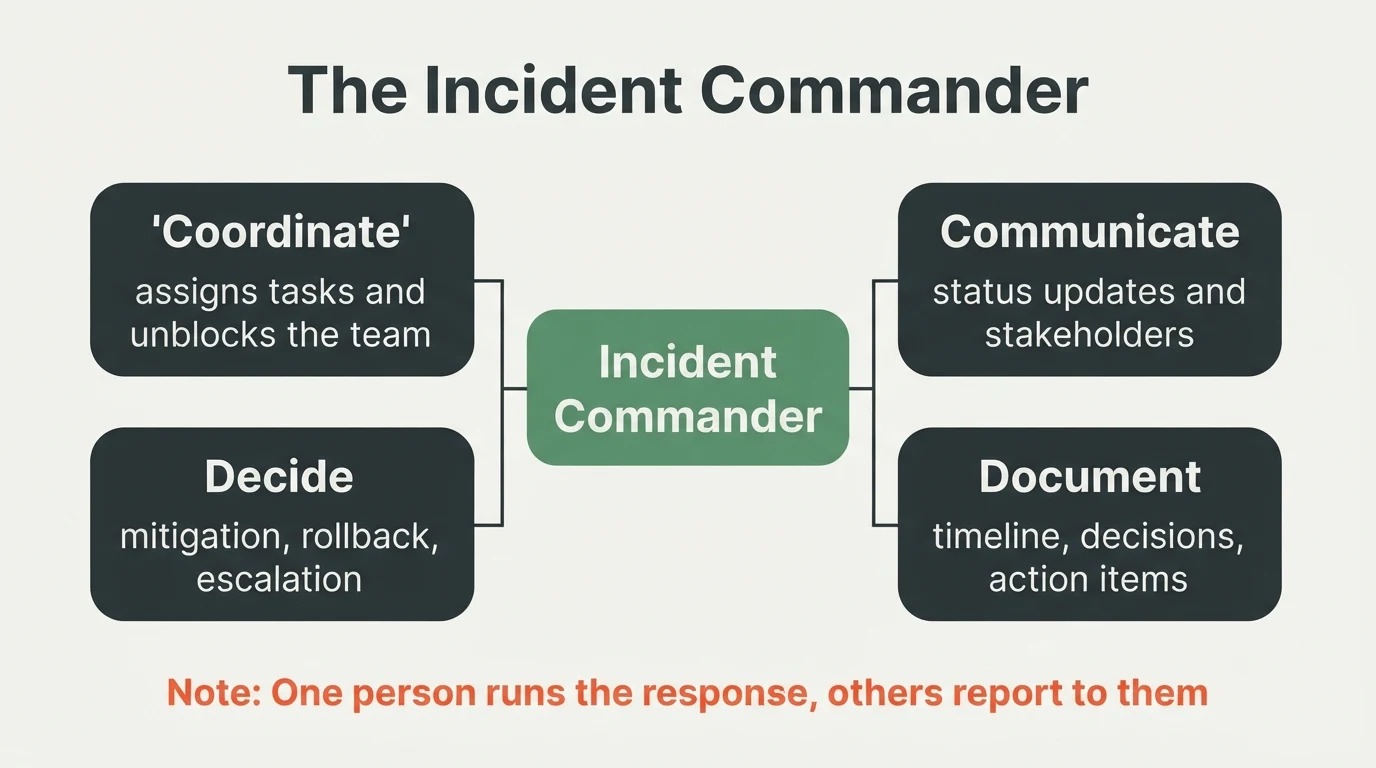 The Incident Commander
'Coordinate'
assigns tasks and
unblocks the team
Decide
mitigation, rollback,
escalation
Incident
Commander
Communicate
status updates and
stakeholders
Document
timeline, decisions,
action items
Note: One person runs the response, others report to them